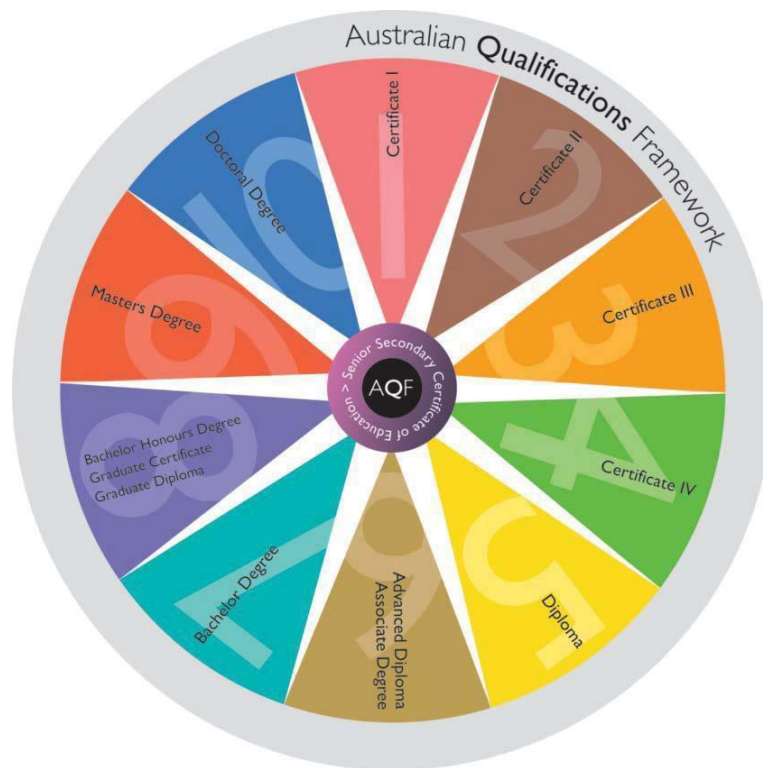 Australian Qualifications Framework
1
Certificate I
2
Certificate II
3
Certificate III
4
Certificate IV
5
Diploma
6
Advanced Diploma
Associate Degree
7
Bachelor Degree
8
Bachelor Honours Degree
Graduate Certificate
Graduate Diploma
9
Masters Degree
10
Doctoral Degree
Senior Secondary Certificate of Education >
AQF